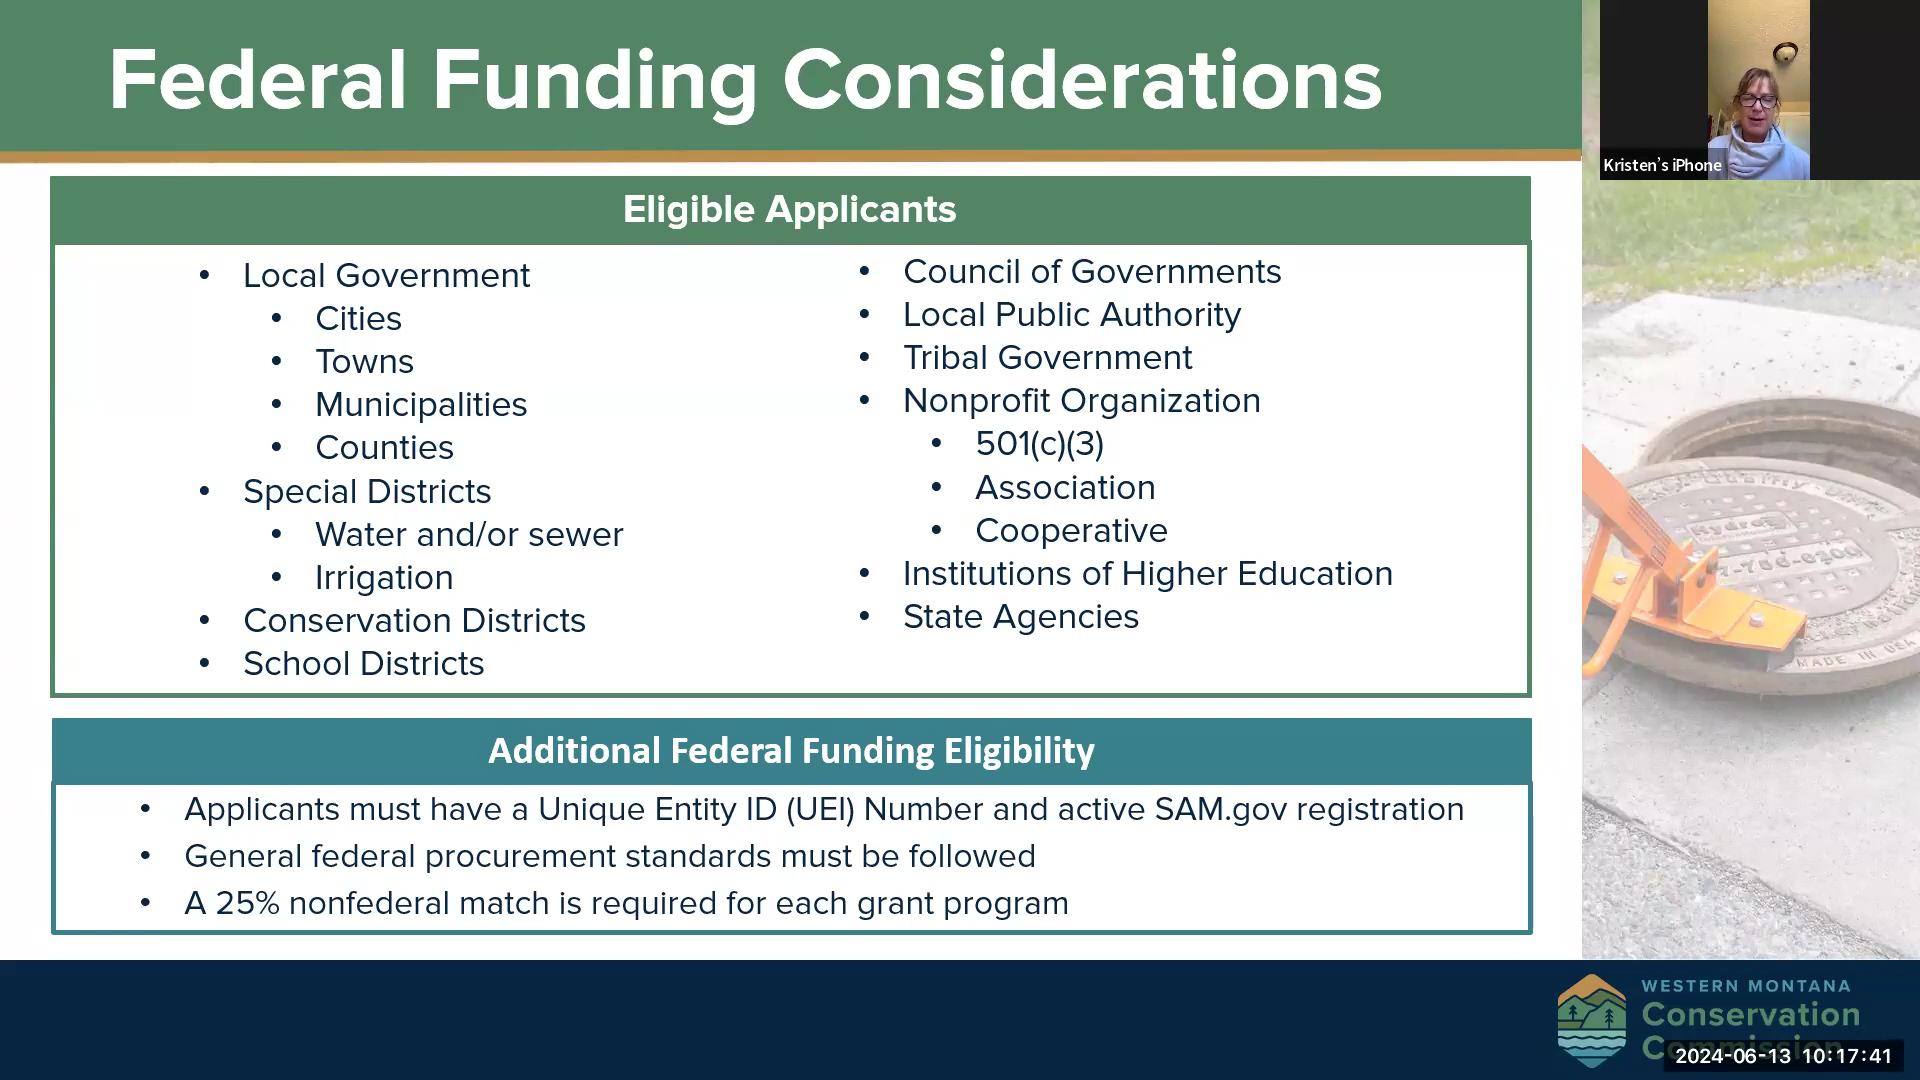 Federal Funding Considerations
Kristen's iPhone
Eligible Applicants
• Local Government
• Cities
• Towns
• Municipalities
• Counties
• Special Districts
• Water and/or sewer
• Irrigation
• Conservation Districts
• School Districts
• Council of Governments
• Local Public Authority
• Tribal Government
• Nonprofit Organization
• 501(c)(3)
• Association
• Cooperative
• Institutions of Higher Education
• State Agencies
Additional Federal Funding Eligibility
• Applicants must have a Unique Entity ID (UEI) Number and active SAM.gov registration
• General federal procurement standards must be followed
• A 25% nonfederal match is required for each grant program
MADE IN USA
WESTERN MONTANA
Conservation
Commission
2024-06-13 10:17:41